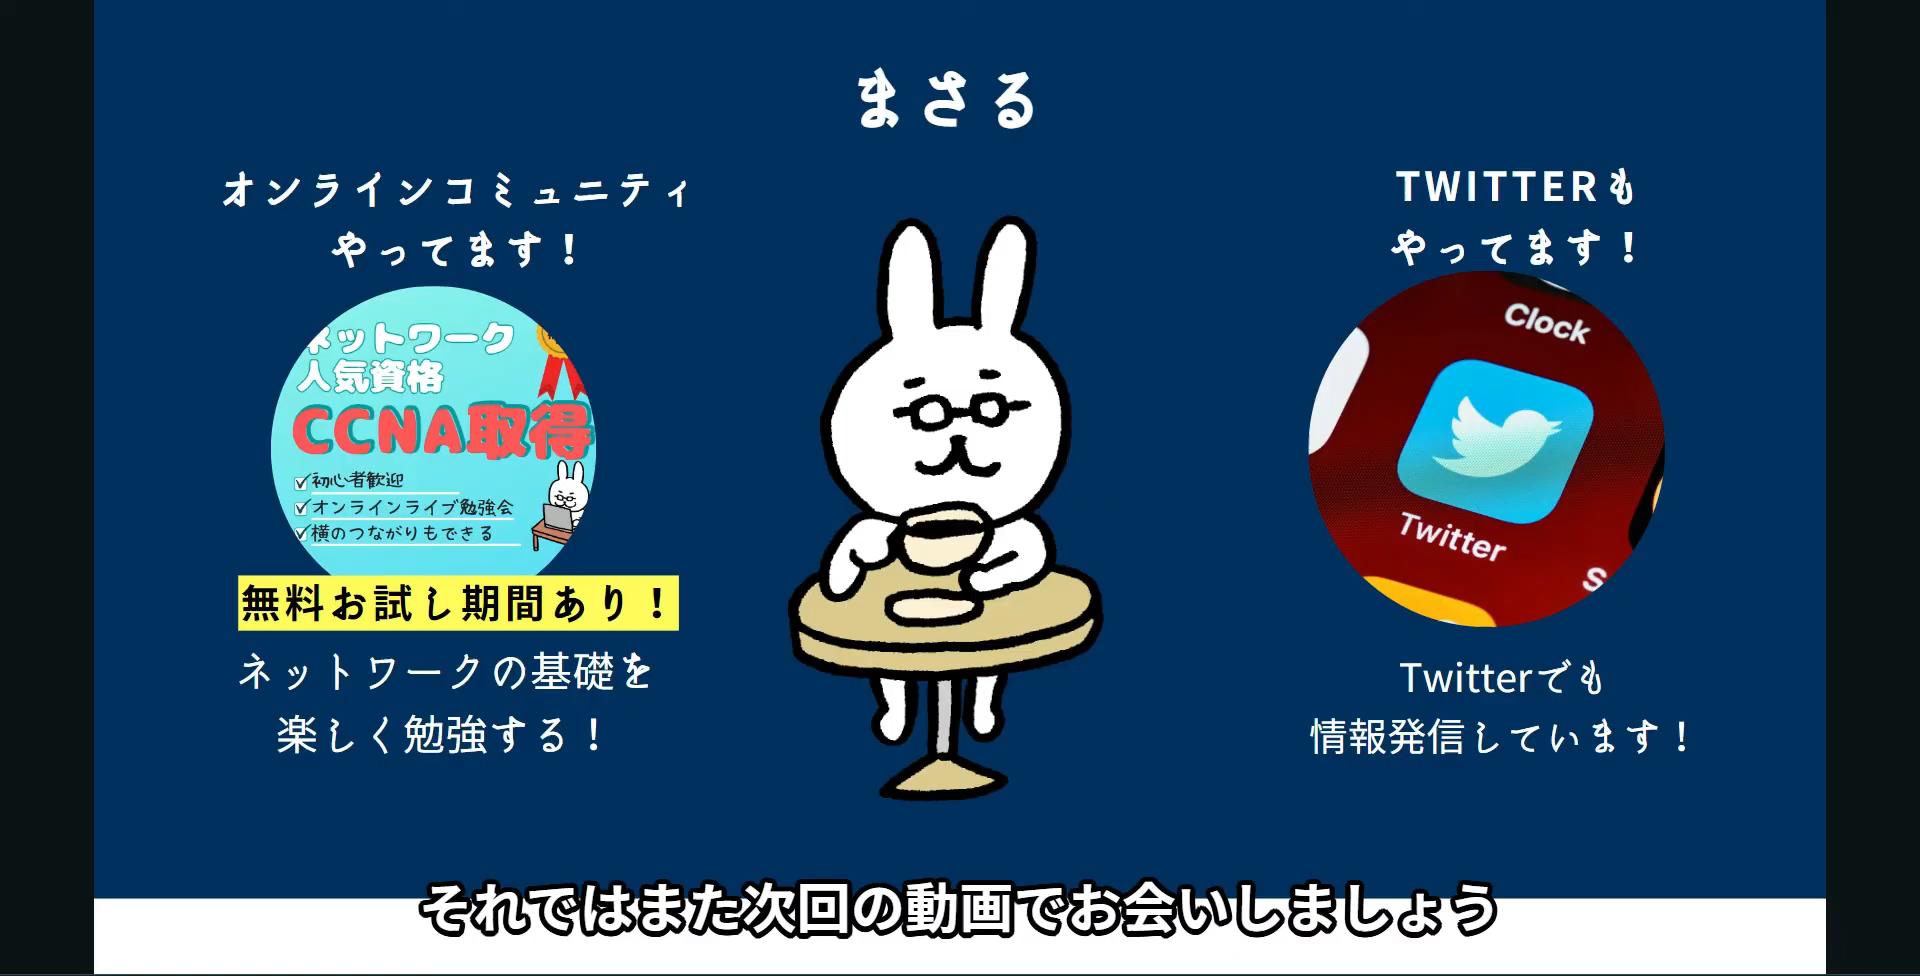 まさる
オンラインコミュニティ
やってます！
ネットワーク
人気資格
CCNA取得
初心者歓迎
オンラインライブ勉強会
横のつながりもできる
無料お試し期間あり！
ネットワークの基礎を
楽しく勉強する！
TWITTERも
やってます！
Clock
Twitter
S
Twitterでも
情報発信しています！
それではまた次回の動画でお会いしましょう